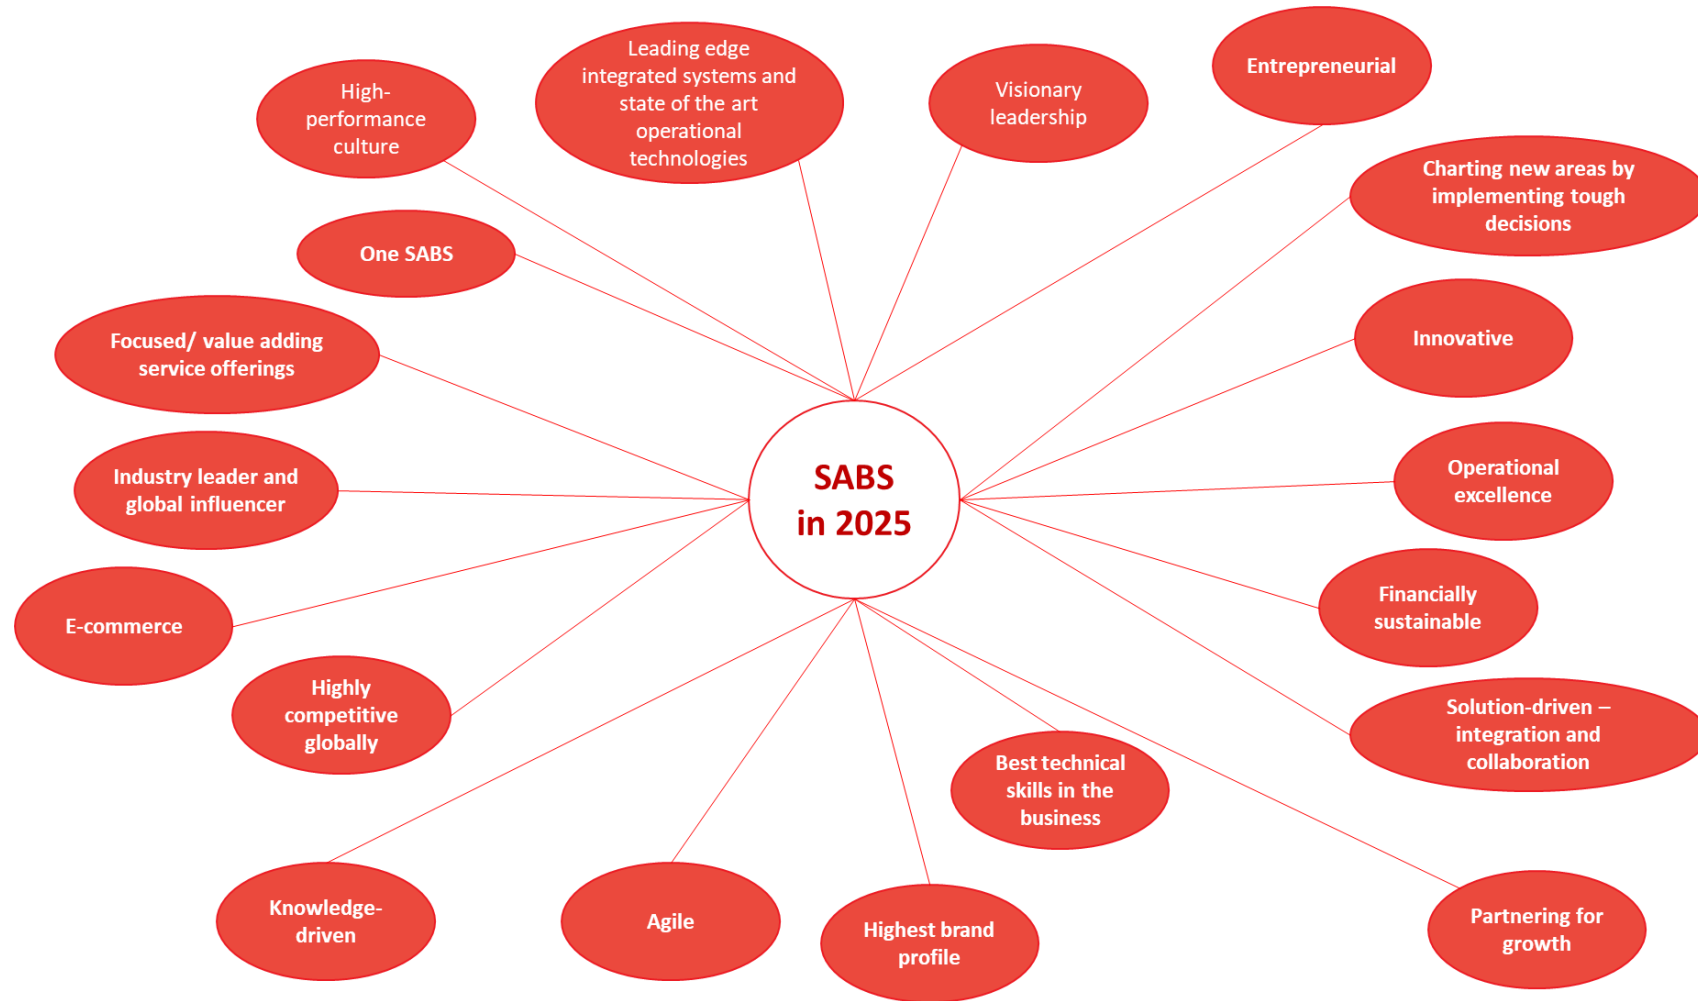 Leading edge
integrated systems and
state of the art
operational
technologies
High-
performance
culture
Visionary
leadership
Entrepreneurial
Charting new areas by
implementing tough
decisions
One SABS
Focused/ value adding
service offerings
Innovative
Industry leader and
global influencer
SABS
in 2025
Operational
excellence
E-commerce
Financially
sustainable
Highly
competitive
globally
Solution-driven –
integration and
collaboration
Best technical
skills in the
business
Knowledge-
driven
Agile
Highest brand
profile
Partnering for
growth